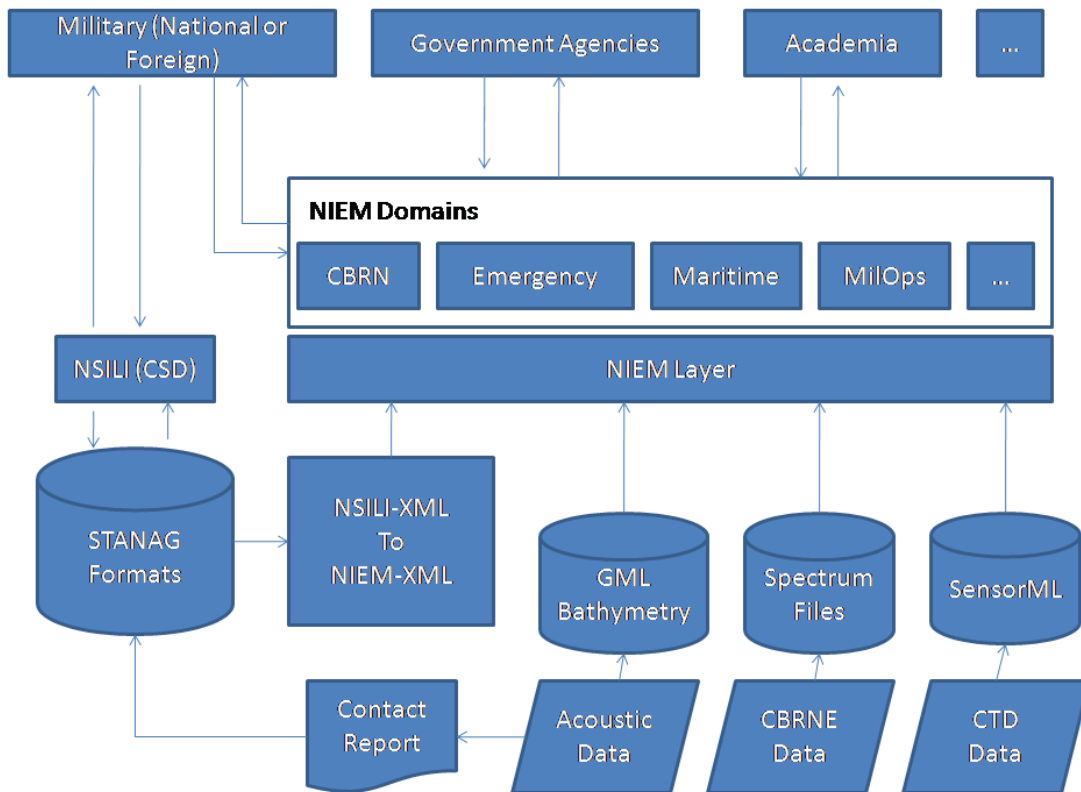 Military (National or
Foreign)
Government Agencies
Academia
...
NIEM Domains
CBRN
Emergency
Maritime
MilOps
...
NSILI (CSD)
NIEM Layer
STANAG
Formats
NSILI-XML
To
NIEM-XML
GML
Bathymetry
Spectrum
Files
SensorML
Contact
Report
Acoustic
Data
CBRNE
Data
CTD
Data